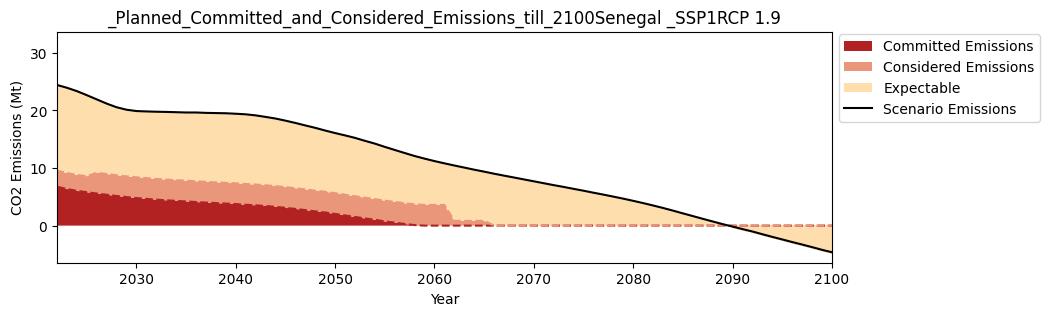 _Planned_Committed_and_Considered_Emissions_till_2100Senegal _SSP1RCP 1.9
CO2 Emissions (Mt)
30
20
10
0
2030 2040 2050 2060 2070 2080 2090 2100
Year
Committed Emissions
Considered Emissions
Expectable
Scenario Emissions